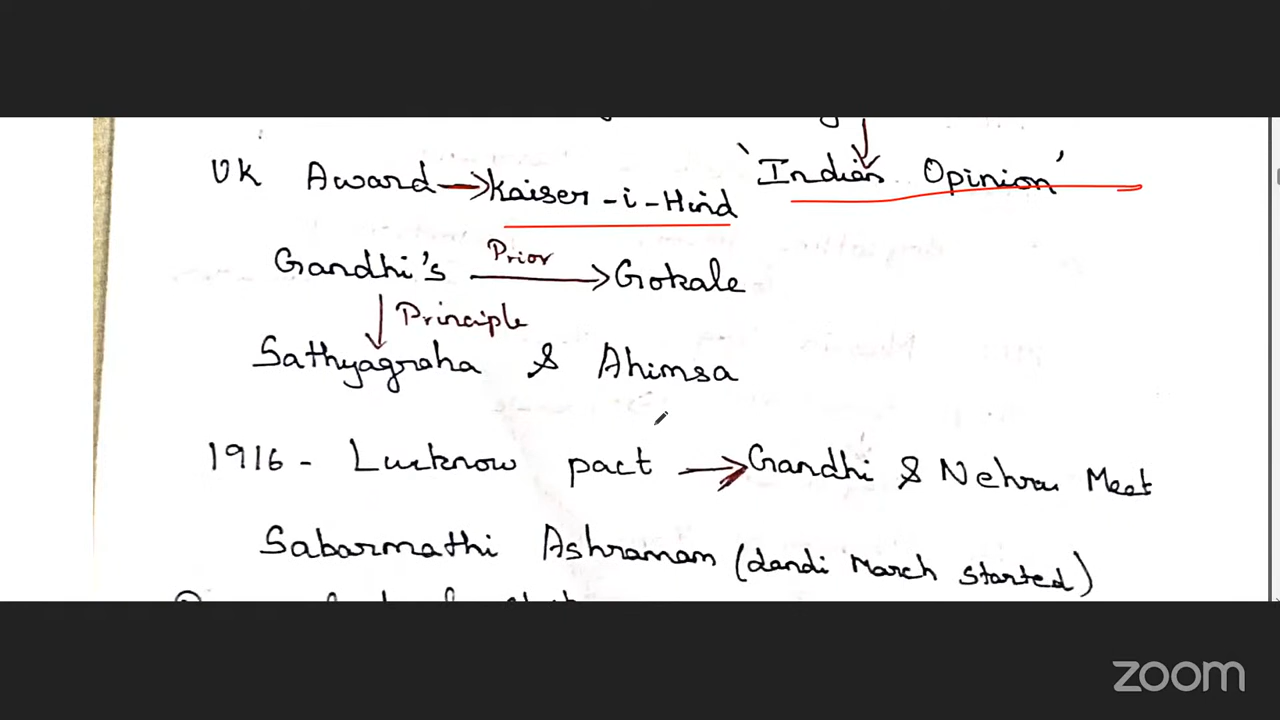 UK Award → Kaiser-i-Hind
'Indian Opinion'
Gandhi's Prior → Gokale
↓ Principle
Sathyagraha & Ahimsa
1916 - Lucknow pact → Gandhi & Nehru Meet
Sabarmathi Ashramam (dandi March started)
zoom